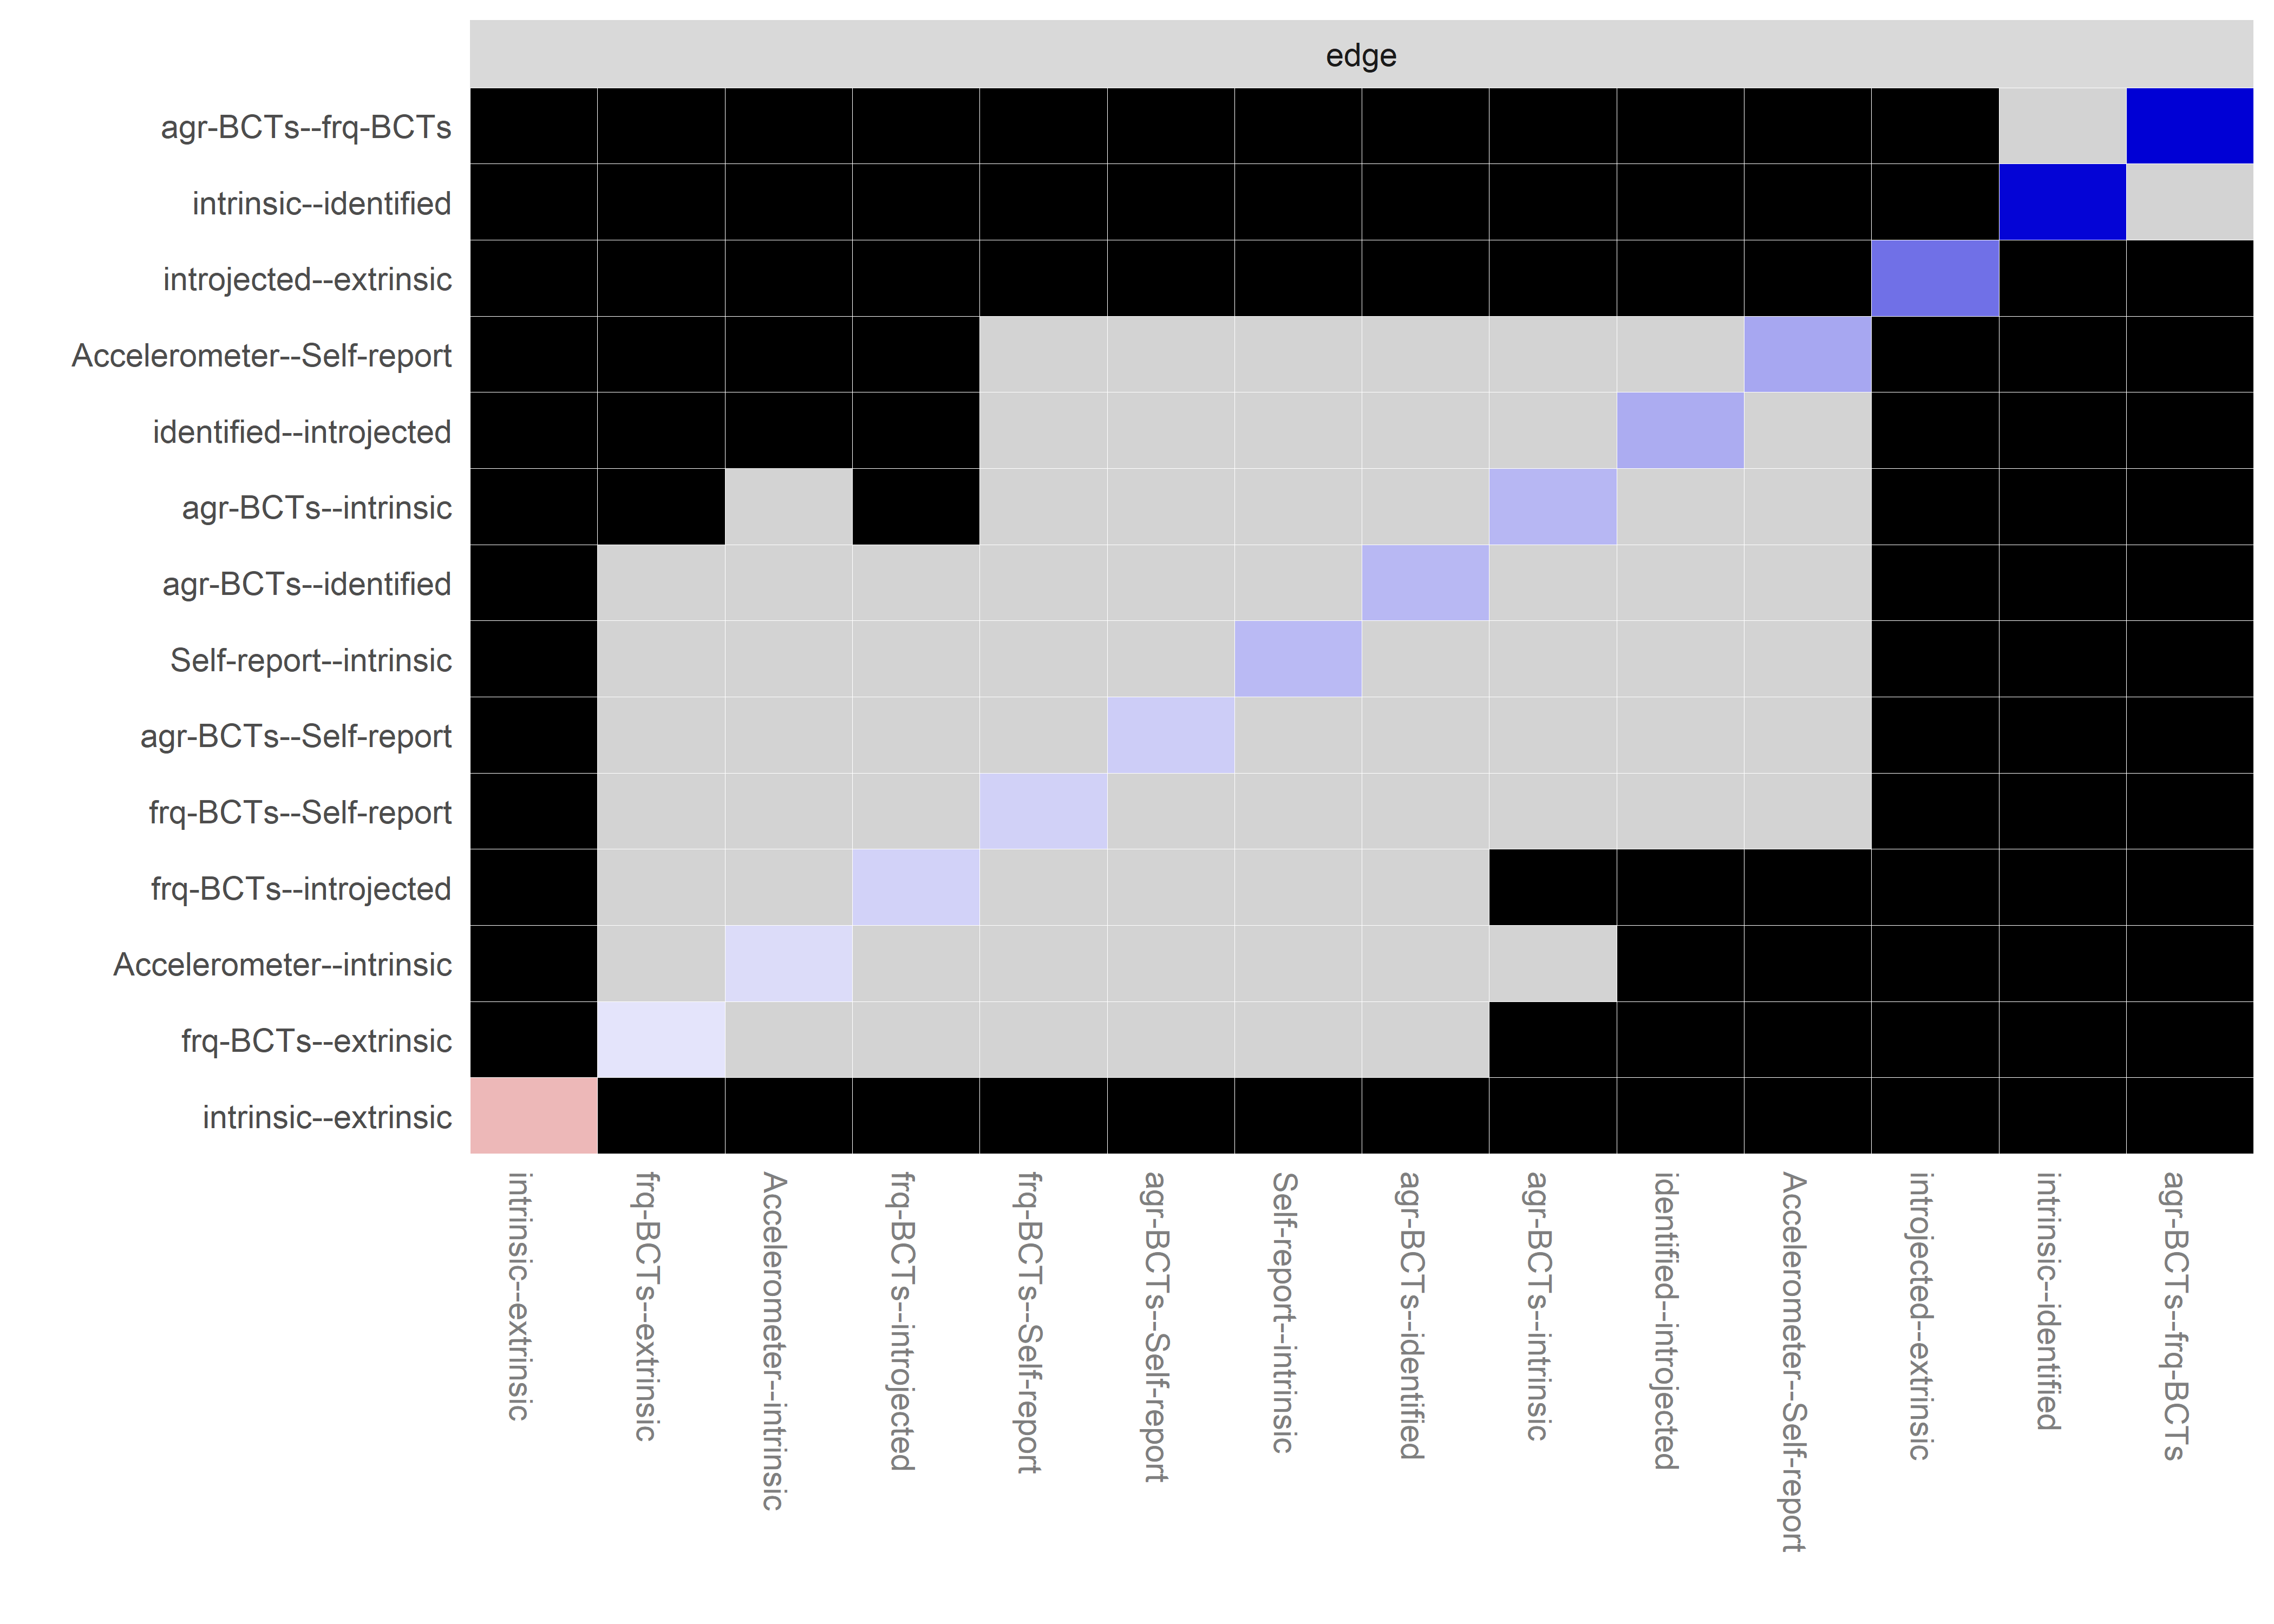 edge
agr-BCTs--frq-BCTs
intrinsic--identified
introjected--extrinsic
Accelerometer--Self-report
identified--introjected
agr-BCTs--intrinsic
agr-BCTs--identified
Self-report--intrinsic
agr-BCTs--Self-report
frq-BCTs--Self-report
frq-BCTs--introjected
Accelerometer--intrinsic
frq-BCTs--extrinsic
intrinsic--extrinsic
intrinsic--extrinsic
frq-BCTs--extrinsic
Accelerometer--intrinsic
frq-BCTs--introjected
frq-BCTs--Self-report
agr-BCTs--Self-report
Self-report--intrinsic
agr-BCTs--identified
agr-BCTs--intrinsic
identified--introjected
Accelerometer--Self-report
introjected--extrinsic
intrinsic--identified
agr-BCTs--frq-BCTs